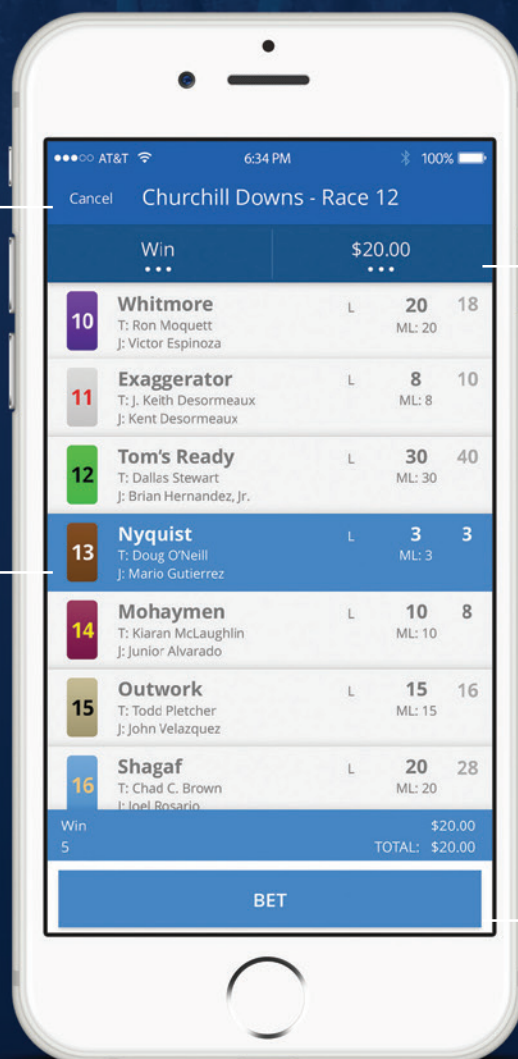 AT&T 6:34 PM 100%
Cancel Churchill Downs - Race 12
Win $20.00
10 Whitmore L 20 18
T: Ron Moquett ML: 20
J: Victor Espinoza
11 Exaggerator L 8 10
T: J. Keith Desormeaux ML: 8
J: Kent Desormeaux
12 Tom's Ready L 30 40
T: Dallas Stewart ML: 30
J: Brian Hernandez, Jr.
13 Nyquist L 3 3
T: Doug O'Neill ML: 3
J: Mario Gutierrez
14 Mohaymen L 10 8
T: Kiaran McLaughlin ML: 10
J: Junior Alvarado
15 Outwork L 15 16
T: Todd Pletcher ML: 15
J: John Velazquez
16 Shagaf L 20 28
T: Chad C. Brown ML: 20
J: Joel Rosario
Win $20.00
5 TOTAL: $20.00
BET